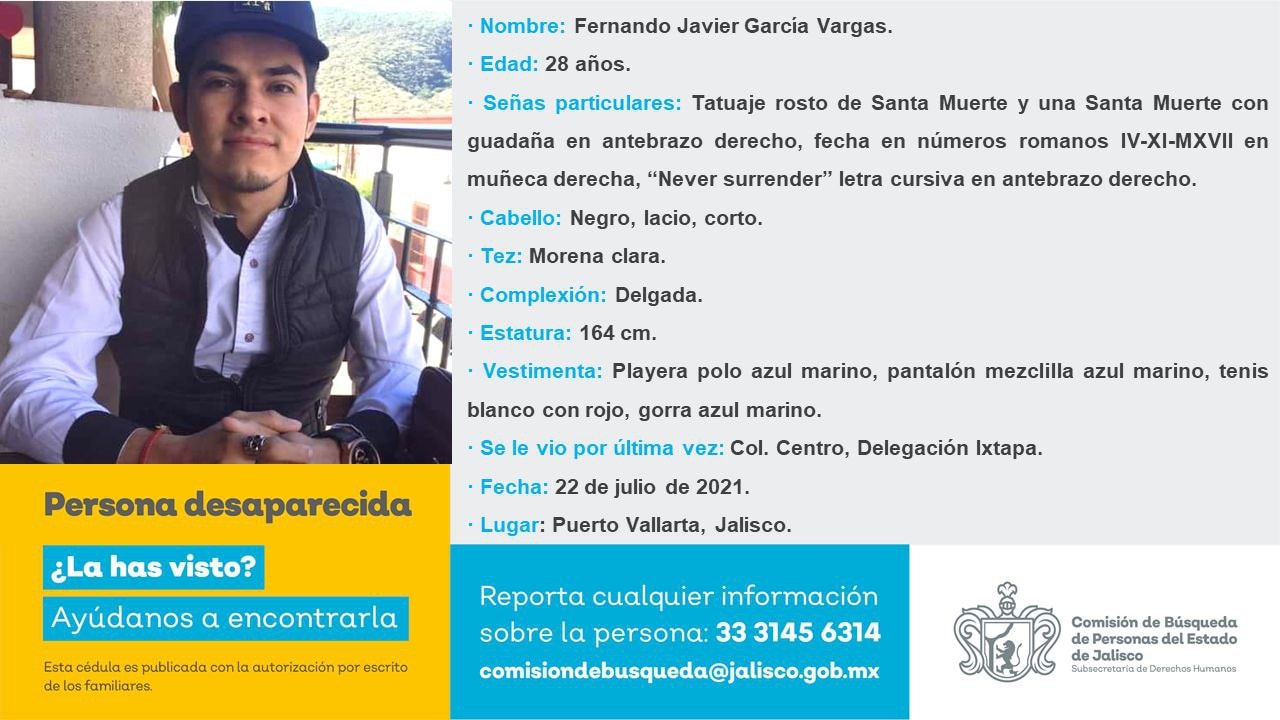 · Nombre: Fernando Javier García Vargas.
· Edad: 28 años.
· Señas particulares: Tatuaje rosto de Santa Muerte y una Santa Muerte con
guadaña en antebrazo derecho, fecha en números romanos IV-XI-MXVII en
muñeca derecha, “Never surrender” letra cursiva en antebrazo derecho.
· Cabello: Negro, lacio, corto.
· Tez: Morena clara.
· Complexión: Delgada.
· Estatura: 164 cm.
· Vestimenta: Playera polo azul marino, pantalón mezclilla azul marino, tenis
blanco con rojo, gorra azul marino.
· Se le vio por última vez: Col. Centro, Delegación Ixtapa.
· Fecha: 22 de julio de 2021.
· Lugar: Puerto Vallarta, Jalisco.
Persona desaparecida
¿La has visto?
Ayúdanos a encontrarla
Esta cédula es publicada con la autorización por escrito
de los familiares.
Reporta cualquier información
sobre la persona: 33 3145 6314
comisiondebusqueda@jalisco.gob.mx
Comisión de Búsqueda
de Personas del Estado
de Jalisco
Subsecretaría de Derechos Humanos